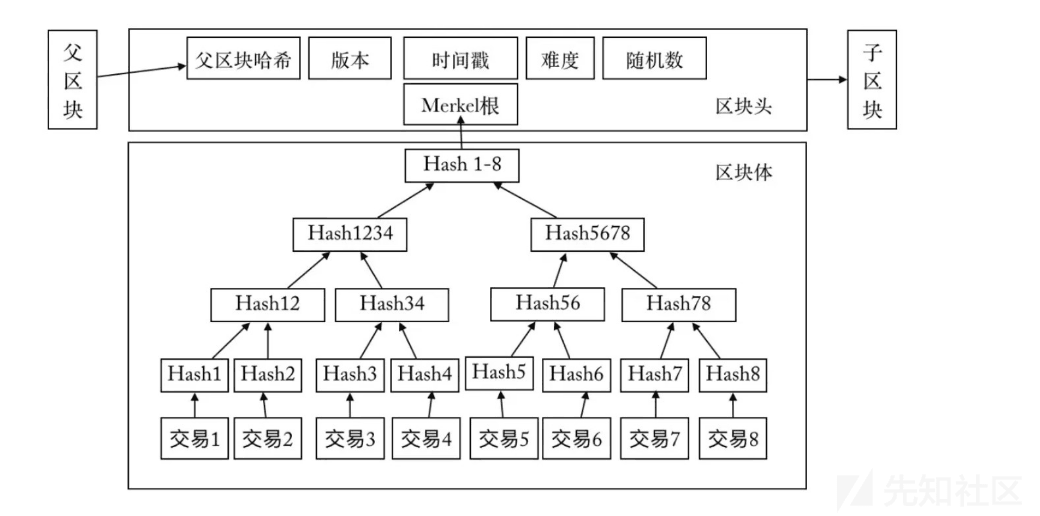 父区块
父区块哈希 版本 时间戳 难度 随机数
子区块
Merkel根
区块头
Hash 1-8
区块体
Hash1234 Hash5678
Hash12 Hash34 Hash56 Hash78
Hash1 Hash2 Hash3 Hash4 Hash5 Hash6 Hash7 Hash8
交易1 交易2 交易3 交易4 交易5 交易6 交易7 交易8
先知社区